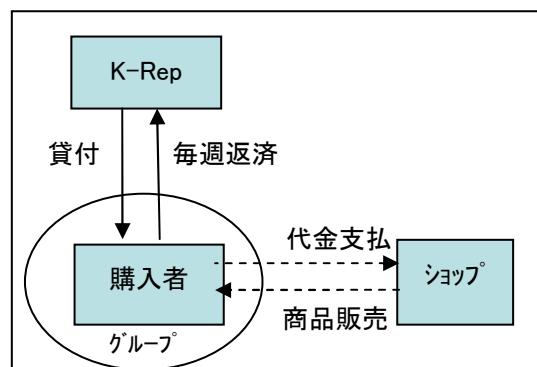 K-Rep
貸付
毎週返済
代金支払
購入者
ｼｮｯﾌﾟ
商品販売
ｸﾞﾙｰﾌﾟ